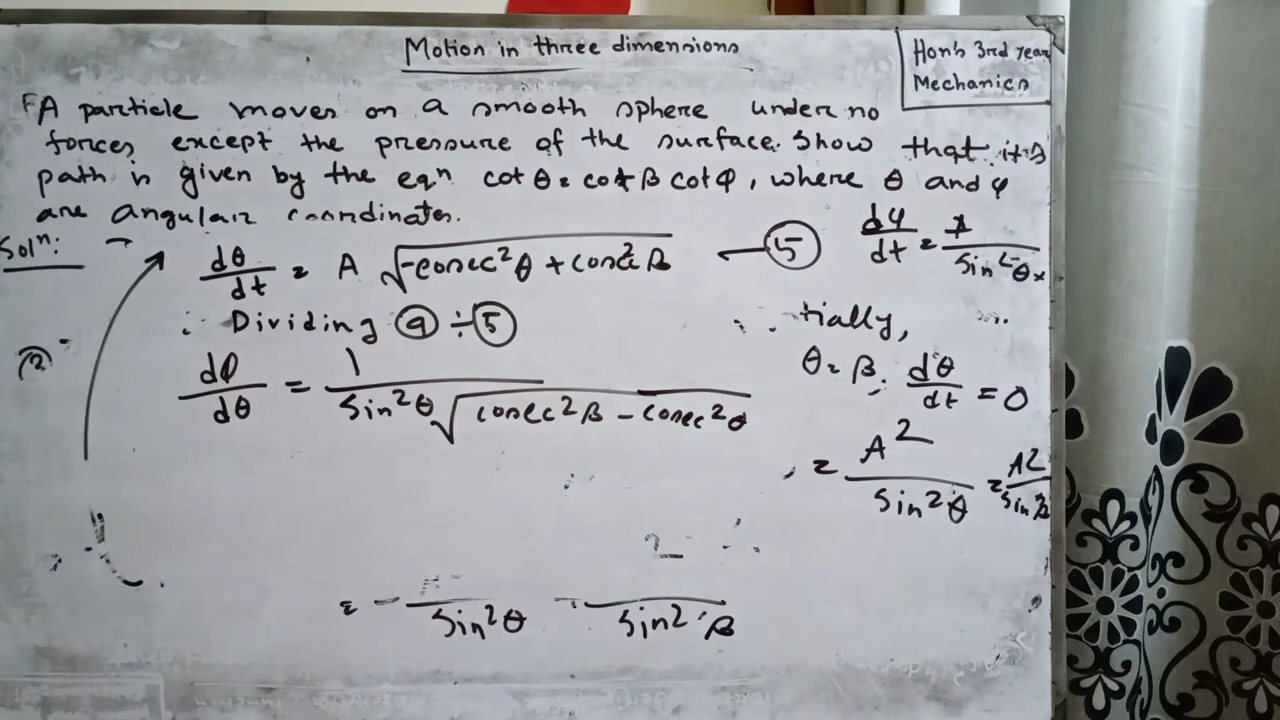 Motion in three dimensions
Hon's 3rd year
Mechanics
A particle moves on a smooth sphere under no
forces except the pressure of the surface. Show that it's
path is given by the eqⁿ cot θ = cot β cot φ, where θ and φ
are angular coordinates.
Solⁿ:
dθ/dt = A √(-cosec²θ + cosec²β) ⑤
dφ/dt = A/sin²θ
∴ Dividing ④ ÷ ⑤
dφ/dθ = 1/(sin²θ √(cosec²β - cosec²θ))
tially,
θ = β, dθ/dt = 0
= A²/sin²θ = A²/sin²β
= - /sin²θ /sin²β